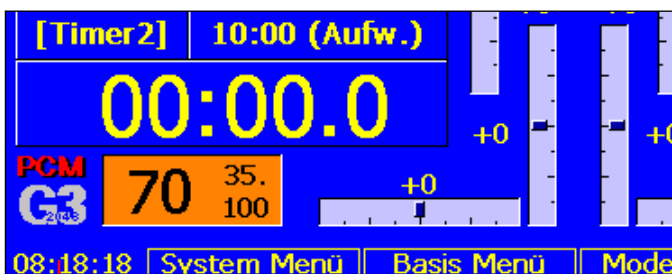 [Timer2] 10:00 (Aufw.)
00:00.0
+0
PCM
G3
2048
70
35.
100
+0
08:18:18 System Menü Basis Menü